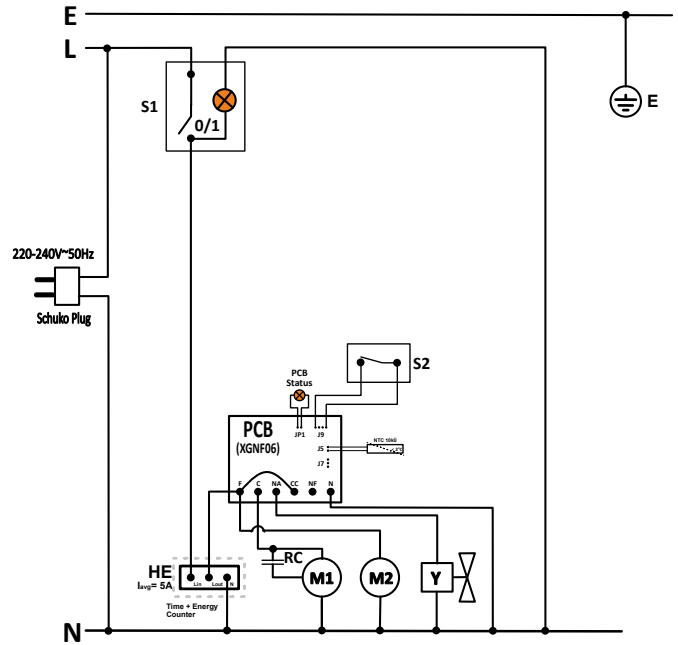 E
L
S1
0/1
E
220-240V~50Hz
Schuko Plug
S2
PCB
Status
PCB
(XGNF06)
JP1
J9
J5
J7
NTC 10kΩ
F C NA CC NF N
RC
HE
Iavg= 5A
Lin Lout N
M1
M2
Y
Time + Energy
Counter
N